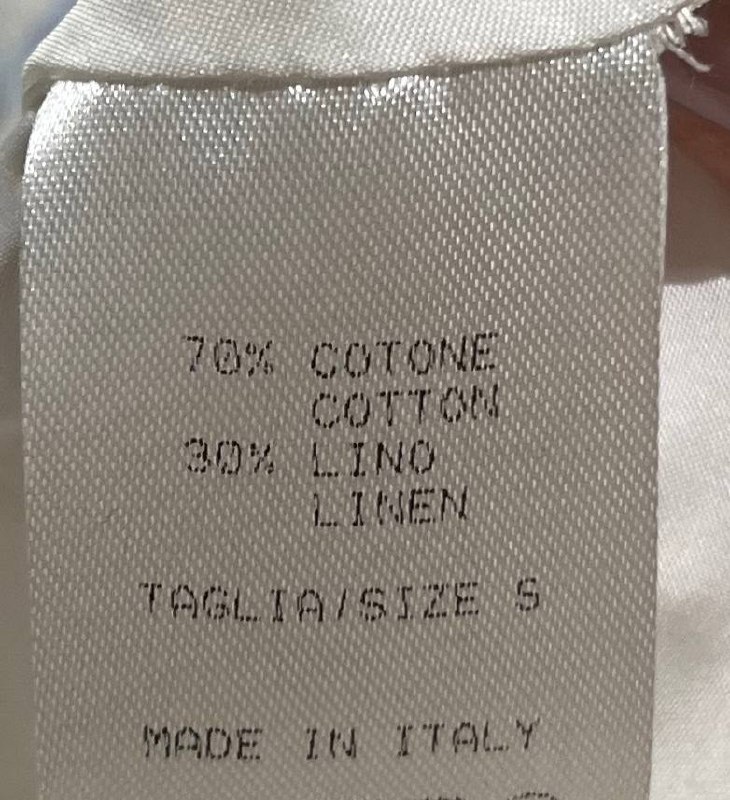 70% COTONE
COTTON
30% LINO
LINEN
TAGLIA/SIZE S
MADE IN ITALY